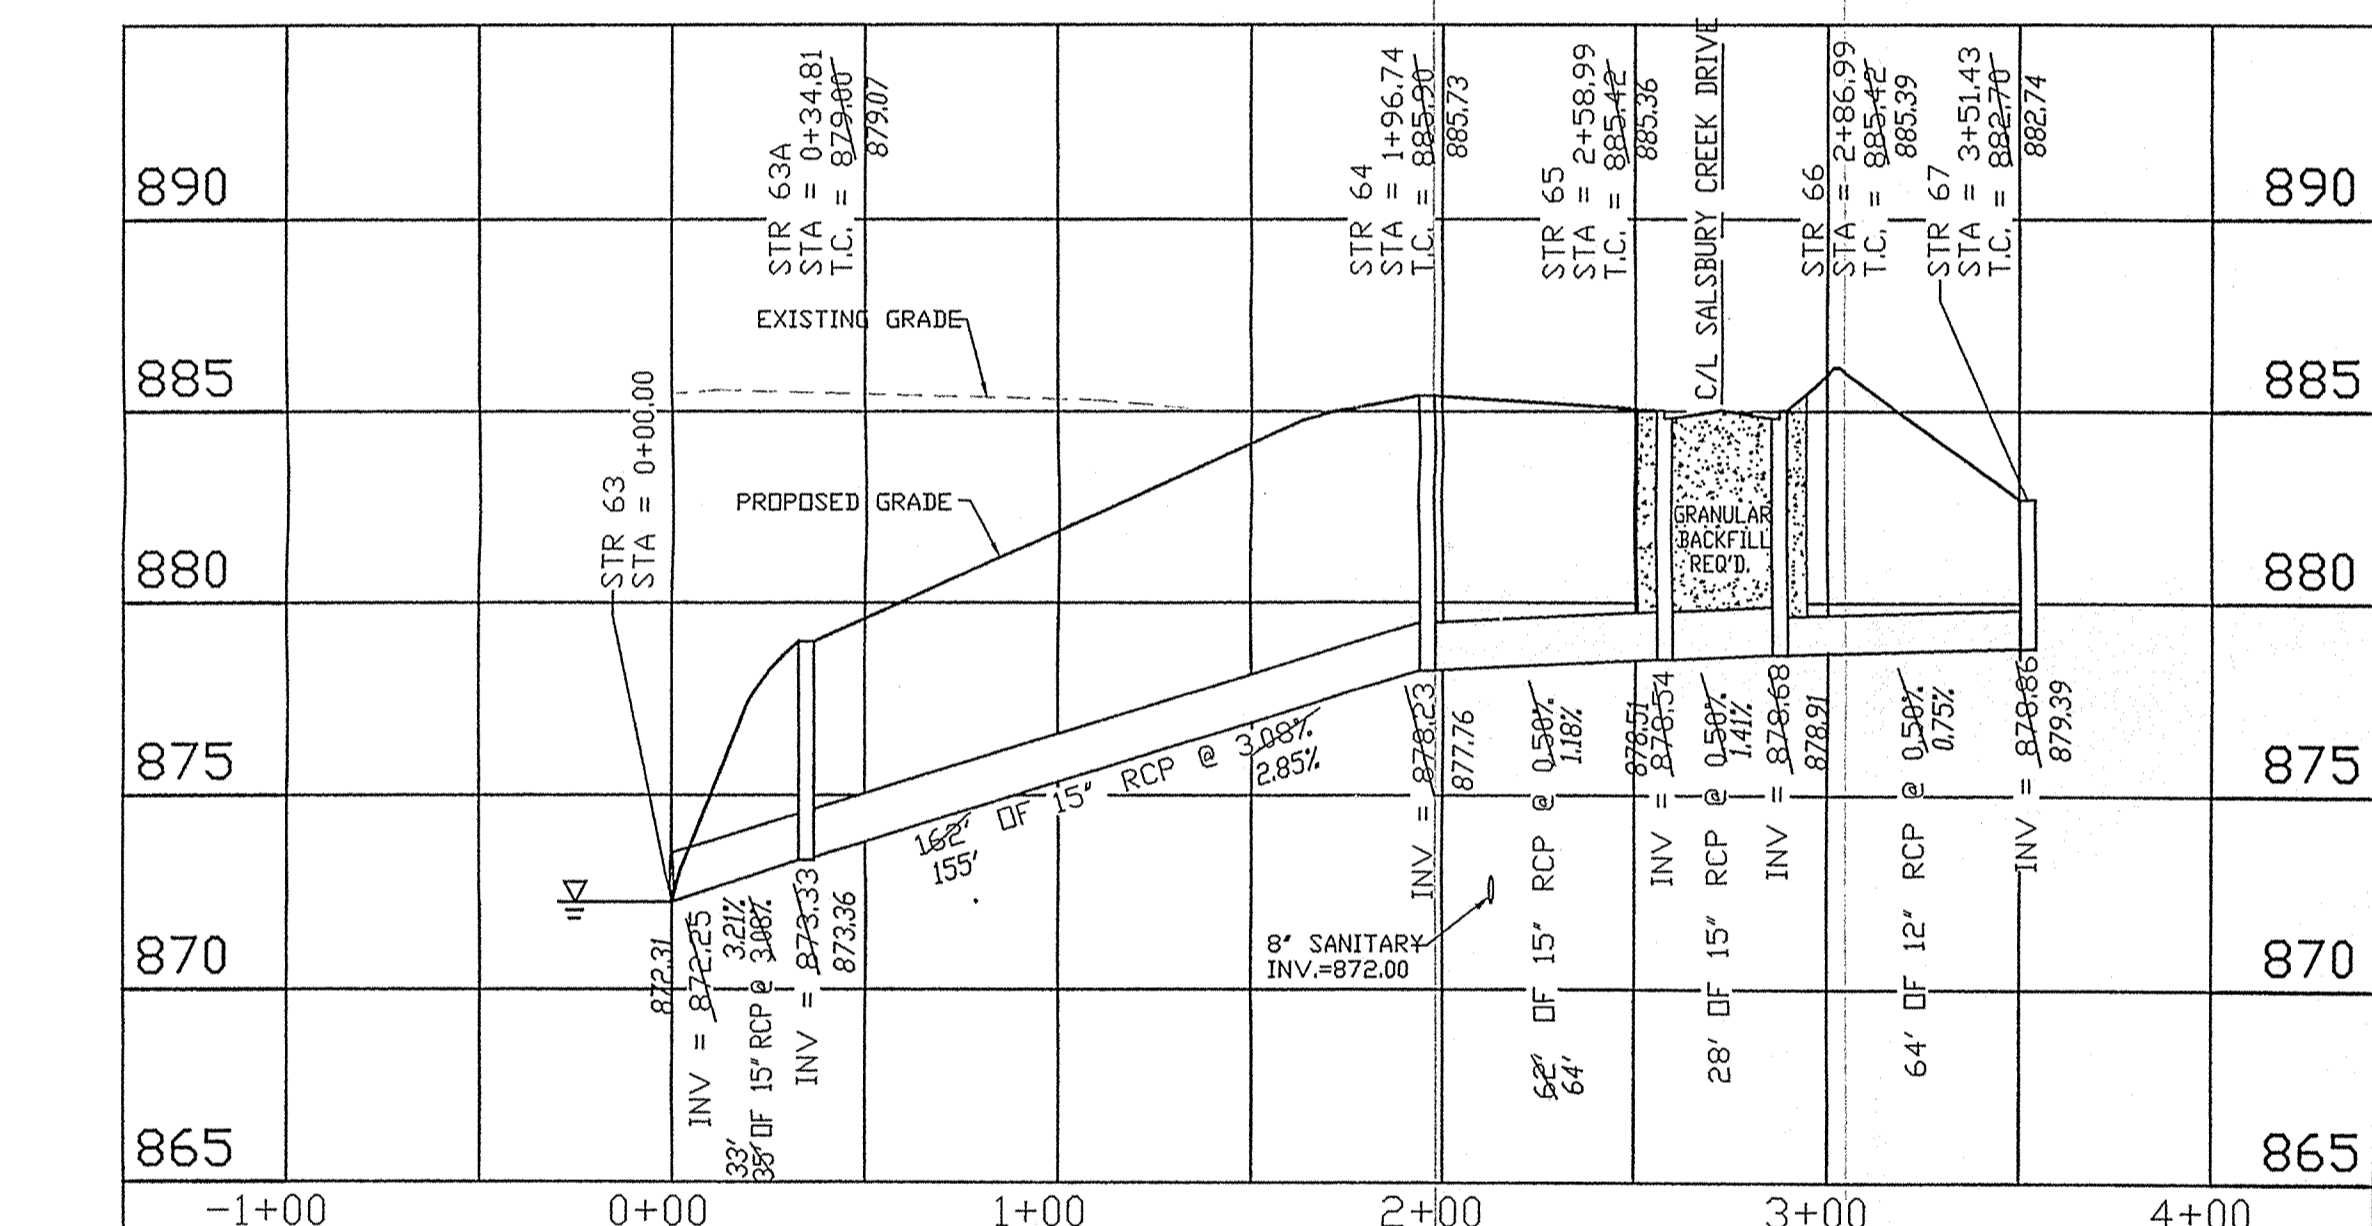 STR 63A
STA = 0+34.81
T.C. = 879.00
879.07
STR 64
STA = 1+96.74
T.C. = 885.90
885.73
STR 65
STA = 2+58.99
T.C. = 885.42
885.36
C/L SALSBURY CREEK DRIVE
STR 66
STA = 2+86.99
T.C. = 885.42
885.39
STR 67
STA = 3+51.43
T.C. = 882.70
882.74
890
890
EXISTING GRADE
885
885
STR 63
STA = 0+00.00
PROPOSED GRADE
GRANULAR
BACKFILL
REQ'D.
880
880
875
875
162' OF 15" RCP @ 3.08%
155'
2.85%
872.31
INV = 872.25
3.21%
33'
35' OF 15" RCP @ 3.08%
INV = 873.33
873.36
INV = 878.23
877.76
62' OF 15" RCP @ 0.50%
64'
1.18%
878.51
INV = 878.54
28' OF 15" RCP @ 0.50%
1.41%
INV = 878.68
878.91
64' OF 12" RCP @ 0.50%
0.75%
INV = 878.86
879.39
8" SANITARY
INV.=872.00
870
870
865
865
-1+00
0+00
1+00
2+00
3+00
4+00